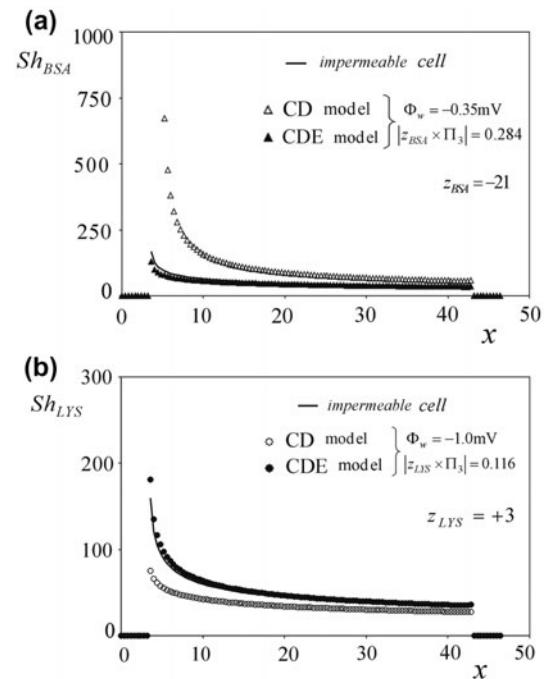 (a)
1000
Sh_BSA
— impermeable cell
750
△ CD model
▲ CDE model
Φ_w = −0.35mV
|z_BSA × Π_3| = 0.284
500
z_BSA = −21
250
0
0 10 20 30 40 50
x
(b)
300
Sh_LYS
— impermeable cell
○ CD model
● CDE model
Φ_w = −1.0mV
|z_LYS × Π_3| = 0.116
200
z_LYS = +3
100
0
0 10 20 30 40 50
x